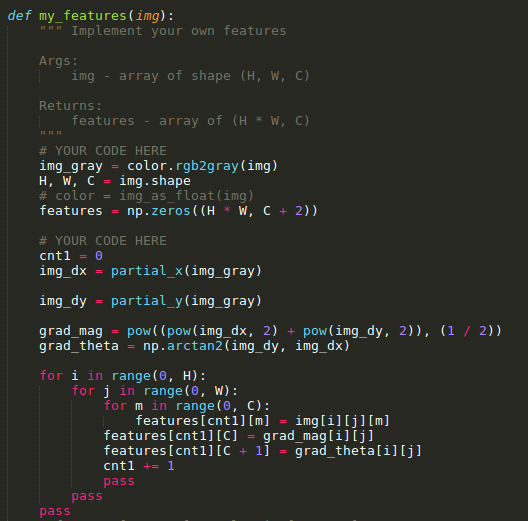 def my_features(img):
    """ Implement your own features

    Args:
        img - array of shape (H, W, C)

    Returns:
        features - array of (H * W, C)
    """
    # YOUR CODE HERE
    img_gray = color.rgb2gray(img)
    H, W, C = img.shape
    # color = img_as_float(img)
    features = np.zeros((H * W, C + 2))

    # YOUR CODE HERE
    cnt1 = 0
    img_dx = partial_x(img_gray)

    img_dy = partial_y(img_gray)

    grad_mag = pow((pow(img_dx, 2) + pow(img_dy, 2)), (1 / 2))
    grad_theta = np.arctan2(img_dy, img_dx)

    for i in range(0, H):
        for j in range(0, W):
            for m in range(0, C):
                features[cnt1][m] = img[i][j][m]
            features[cnt1][C] = grad_mag[i][j]
            features[cnt1][C + 1] = grad_theta[i][j]
            cnt1 += 1
            pass
        pass
    pass